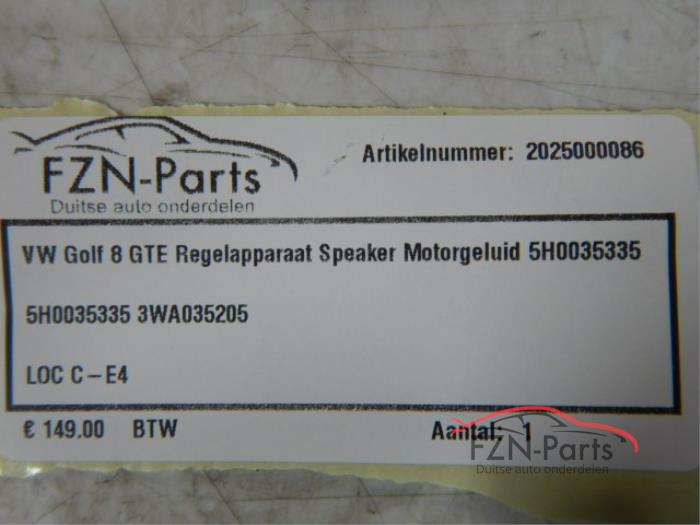 Artikelnummer: 2025000086
FZN-Parts
Duitse auto onderdelen
VW Golf 8 GTE Regelapparaat Speaker Motorgeluid 5H0035335
5H0035335 3WA035205
LOC C-E4
€ 149.00 BTW Aantal: 1
FZN-Parts
Duitse auto onderdelen